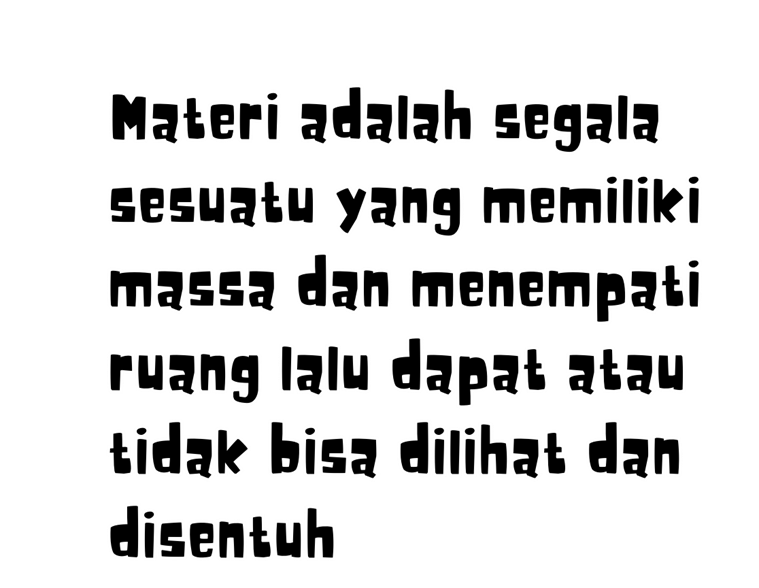 Materi adalah segala
sesuatu yang memiliki
massa dan menempati
ruang lalu dapat atau
tidak bisa dilihat dan
disentuh